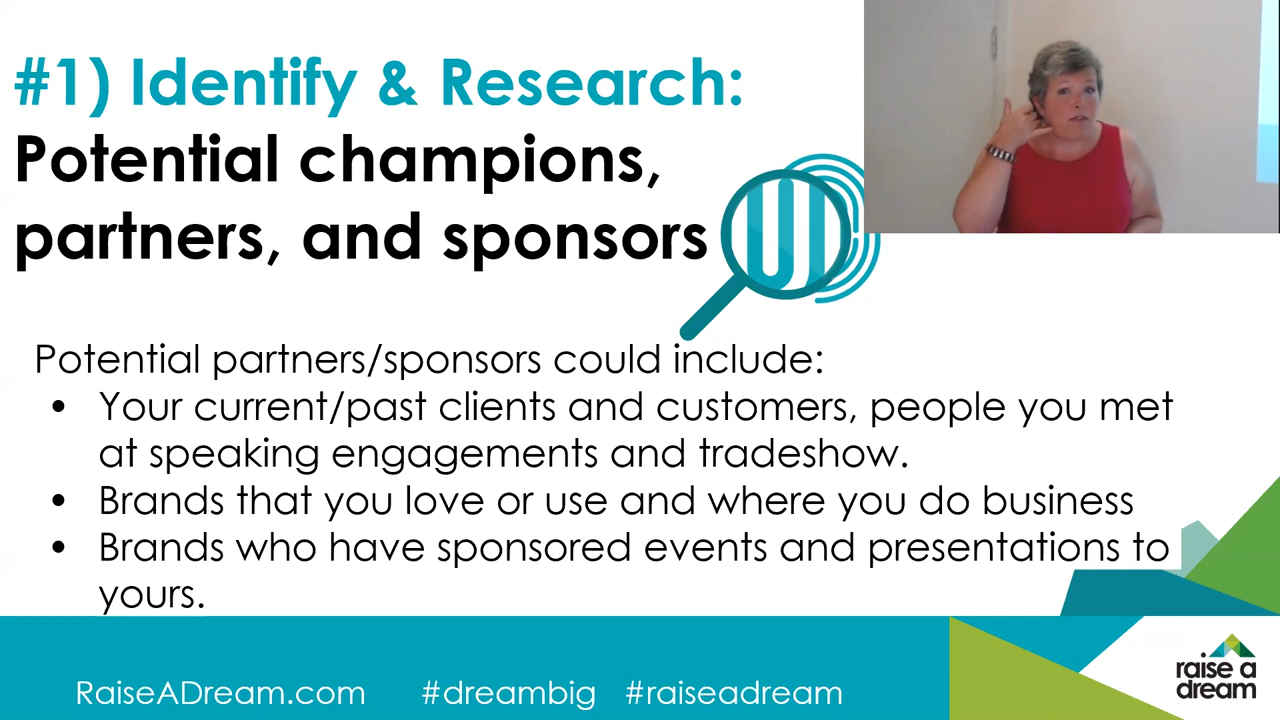 #1) Identify & Research:
Potential champions,
partners, and sponsors
Potential partners/sponsors could include:
• Your current/past clients and customers, people you met
at speaking engagements and tradeshow.
• Brands that you love or use and where you do business
• Brands who have sponsored events and presentations to
yours.
RaiseADream.com #dreambig #raiseadream
raise a
dream